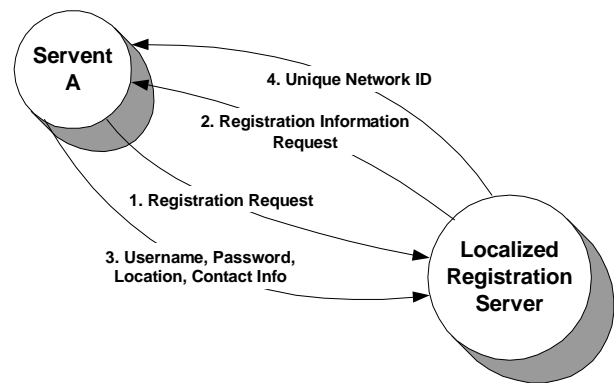 Servent
A
4. Unique Network ID
2. Registration Information
Request
1. Registration Request
3. Username, Password,
Location, Contact Info
Localized
Registration
Server